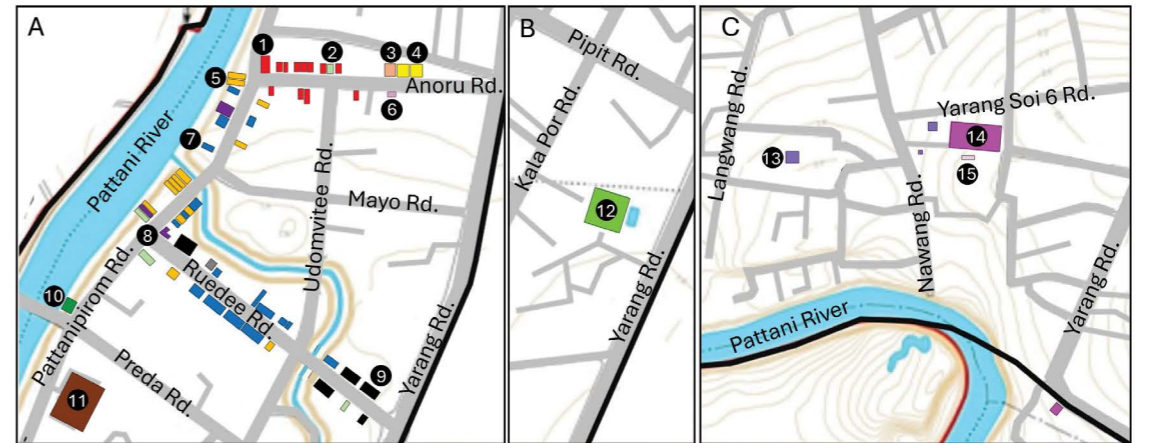 A
1
2
3
4
5
Anoru Rd.
6
Pattani River
7
Udomvitee Rd.
Mayo Rd.
8
Ruedee Rd.
10
Pattanipirom Rd.
Preda Rd.
Yarang Rd.
9
11
B
Pipit Rd.
Kala Por Rd.
12
Yarang Rd.
C
Langwang Rd.
Yarang Soi 6 Rd.
13
14
15
Nawang Rd.
Yarang Rd.
Pattani River